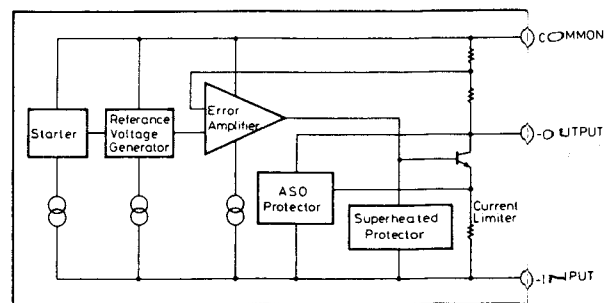 COMMON
Starter
Referance
Voltage
Generator
Error
Amplifier
-OUTPUT
ASO
Protector
Superheated
Protector
Current
Limiter
-INPUT